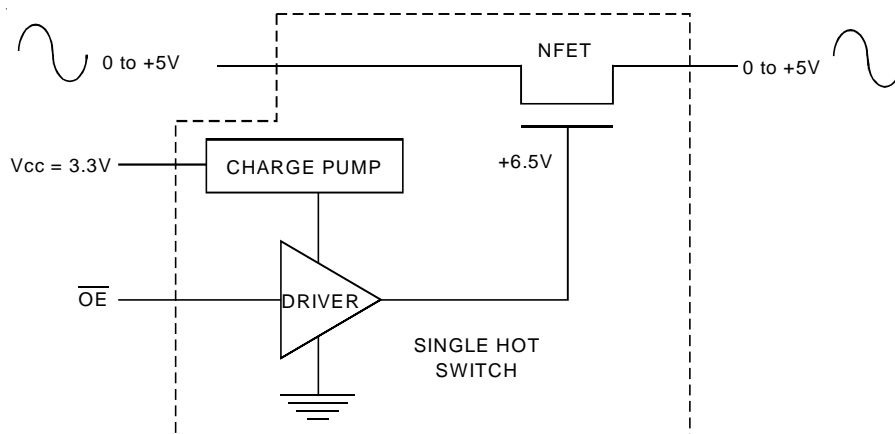 NFET
0 to +5V
0 to +5V
Vcc = 3.3V
CHARGE PUMP
+6.5V
OE
DRIVER
SINGLE HOT
SWITCH